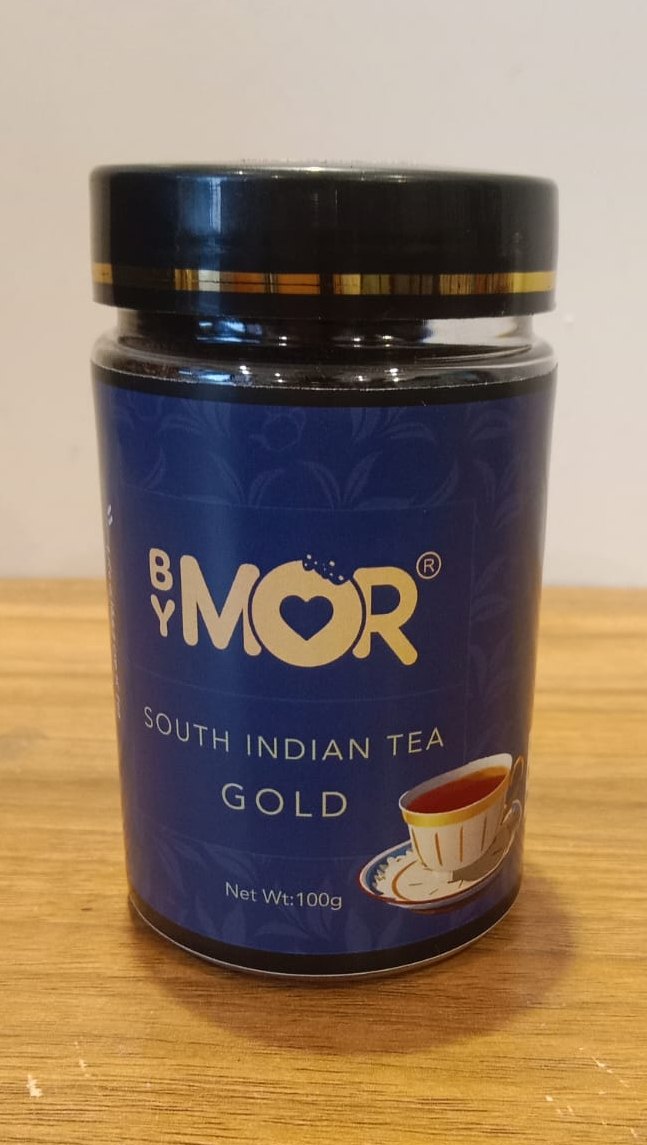 BY MOR®
SOUTH INDIAN TEA
GOLD
Net Wt:100g